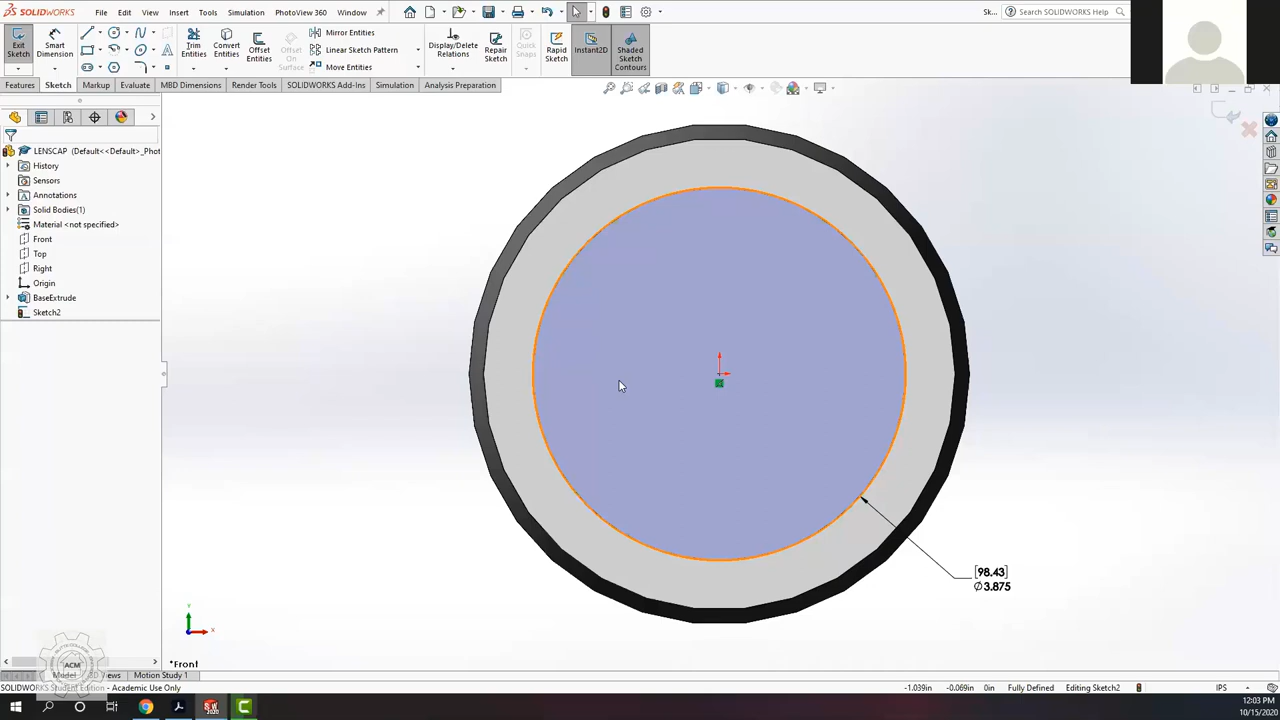 SOLIDWORKS
File Edit View Insert Tools Simulation PhotoView 360 Window
Sk...
Search SOLIDWORKS Help
Exit Sketch
Smart Dimension
Trim Entities
Convert Entities
Offset Entities
Offset On Surface
Mirror Entities
Linear Sketch Pattern
Move Entities
Display/Delete Relations
Repair Sketch
Quick Snaps
Rapid Sketch
Instant2D
Shaded Sketch Contours
Features Sketch Markup Evaluate MBD Dimensions Render Tools SOLIDWORKS Add-Ins Simulation Analysis Preparation
LENSCAP (Default<<Default>_Phot
History
Sensors
Annotations
Solid Bodies(1)
Material <not specified>
Front
Top
Right
Origin
BaseExtrude
Sketch2
[98.43]
Ø3.875
Y
X
*Front
ACM
Model
Views Motion Study 1
SOLIDWORKS Student Edition - Academic Use Only
-1.039in -0.069in 0in Fully Defined Editing Sketch2 IPS
12:03 PM
10/15/2020